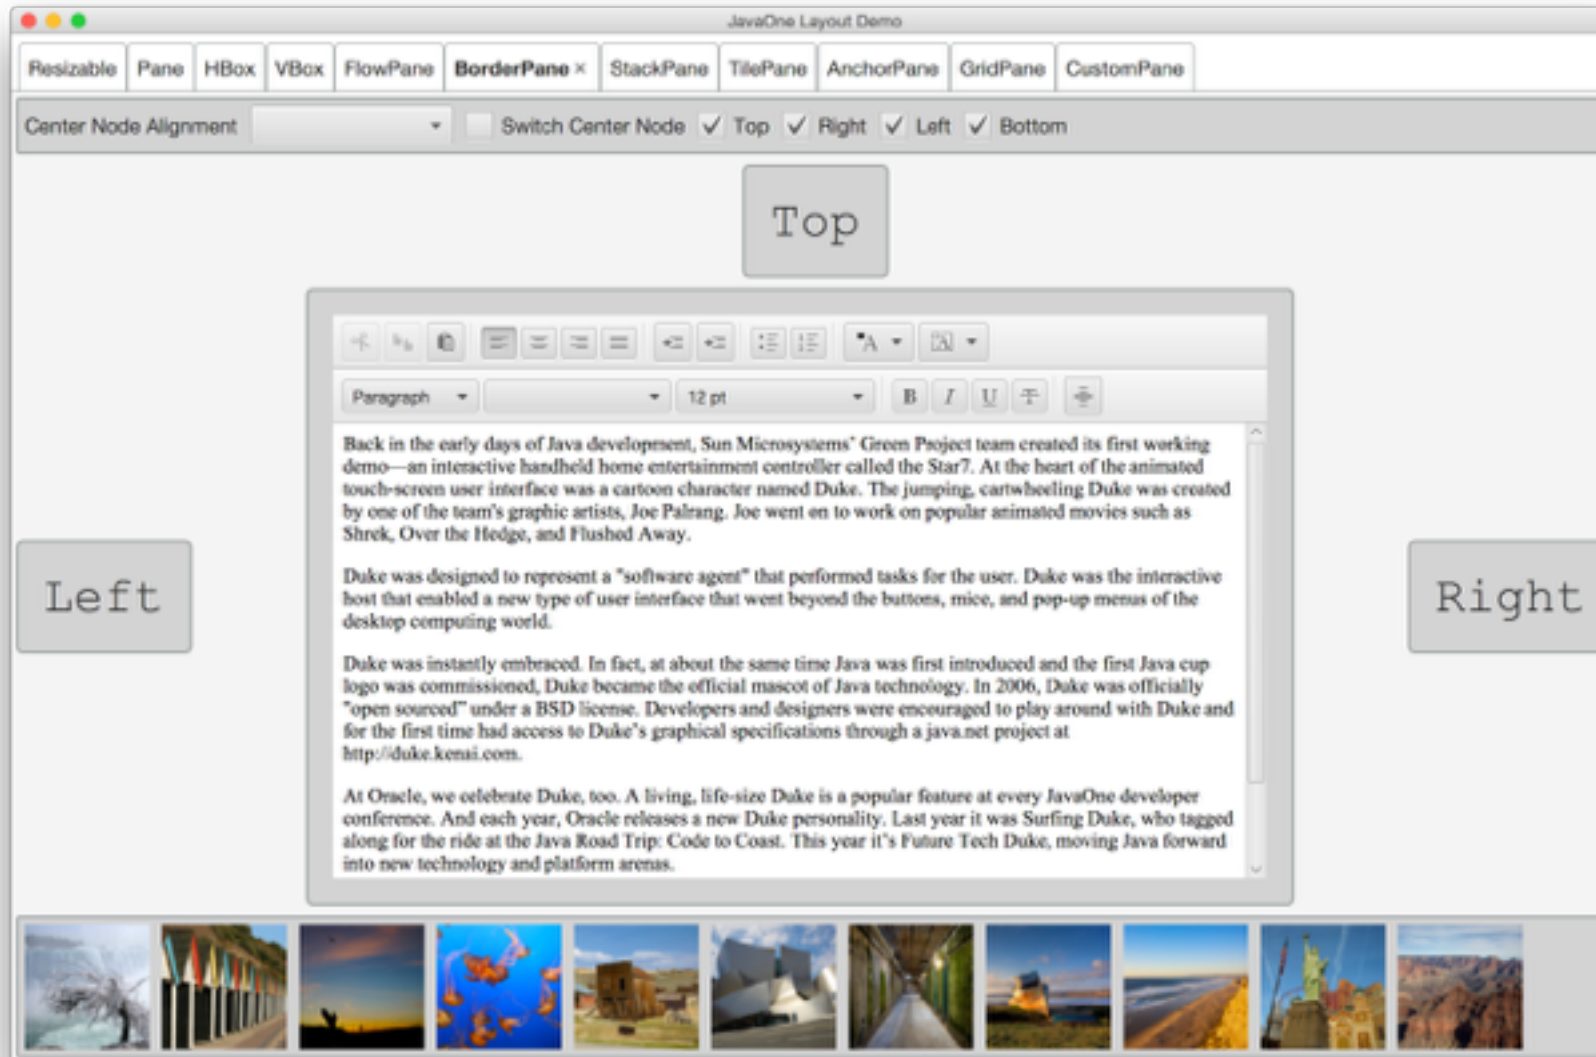 JavaOne Layout Demo
Resizable Pane HBox VBox FlowPane BorderPane × StackPane TilePane AnchorPane GridPane CustomPane
Center Node Alignment Switch Center Node Top Right Left Bottom
Top
Paragraph 12 pt B I U T
Back in the early days of Java development, Sun Microsystems' Green Project team created its first working
demo—an interactive handheld home entertainment controller called the Star7. At the heart of the animated
touch-screen user interface was a cartoon character named Duke. The jumping, cartwheeling Duke was created
by one of the team's graphic artists, Joe Palrang. Joe went on to work on popular animated movies such as
Shrek, Over the Hedge, and Flushed Away.
Duke was designed to represent a "software agent" that performed tasks for the user. Duke was the interactive
host that enabled a new type of user interface that went beyond the buttons, mice, and pop-up menus of the
desktop computing world.
Duke was instantly embraced. In fact, at about the same time Java was first introduced and the first Java cup
logo was commissioned, Duke became the official mascot of Java technology. In 2006, Duke was officially
"open sourced" under a BSD license. Developers and designers were encouraged to play around with Duke and
for the first time had access to Duke's graphical specifications through a java.net project at
http://duke.kenai.com.
At Oracle, we celebrate Duke, too. A living, life-size Duke is a popular feature at every JavaOne developer
conference. And each year, Oracle releases a new Duke personality. Last year it was Surfing Duke, who tagged
along for the ride at the Java Road Trip: Code to Coast. This year it's Future Tech Duke, moving Java forward
into new technology and platform arenas.
Left
Right